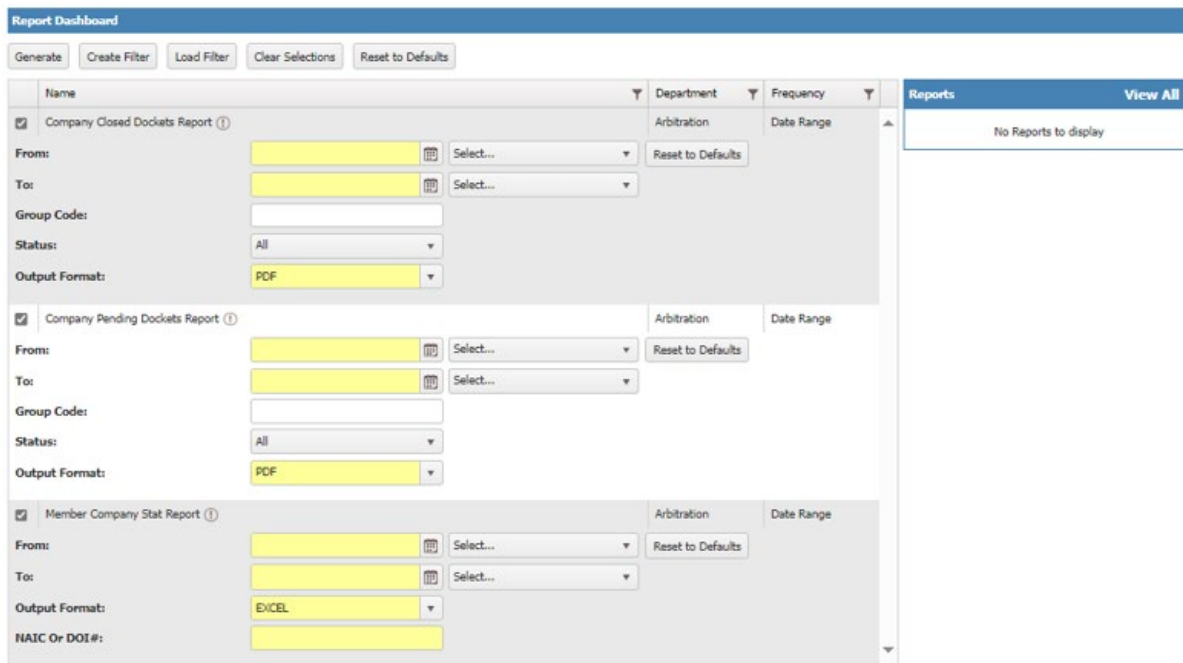 Report Dashboard
Generate Create Filter Load Filter Clear Selections Reset to Defaults
Name Department Frequency
Reports View All
No Reports to display
Company Closed Dockets Report Arbitration Date Range
From: Select... Reset to Defaults
To: Select...
Group Code:
Status: All
Output Format: PDF
Company Pending Dockets Report Arbitration Date Range
From: Select... Reset to Defaults
To: Select...
Group Code:
Status: All
Output Format: PDF
Member Company Stat Report Arbitration Date Range
From: Select... Reset to Defaults
To: Select...
Output Format: EXCEL
NAIC Or DOI#: